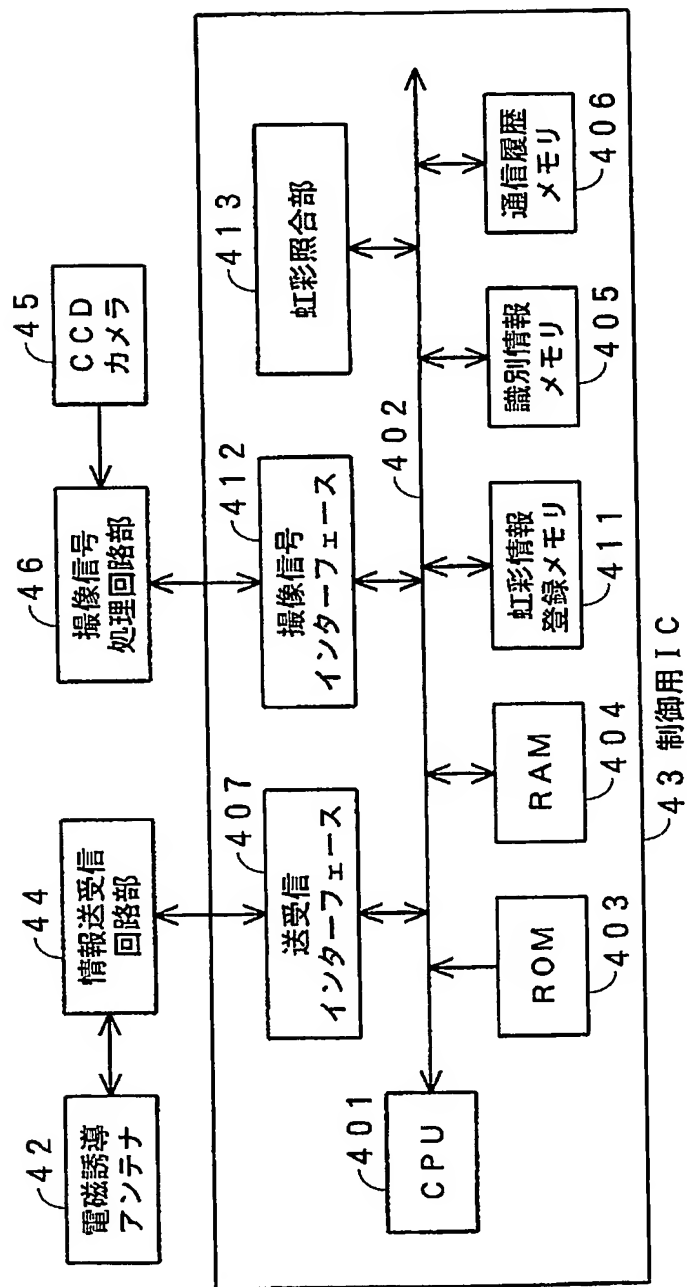 42
電磁誘導
アンテナ
44
情報送受信
回路部
46
撮像信号
処理回路部
45
CCD
カメラ
407
送受信
インターフェース
412
撮像信号
インターフェース
413
虹彩照合部
402
401
CPU
ROM
403
RAM
404
虹彩情報
登録メモリ
411
識別情報
メモリ
405
通信履歴
メモリ
406
43 制御用IC